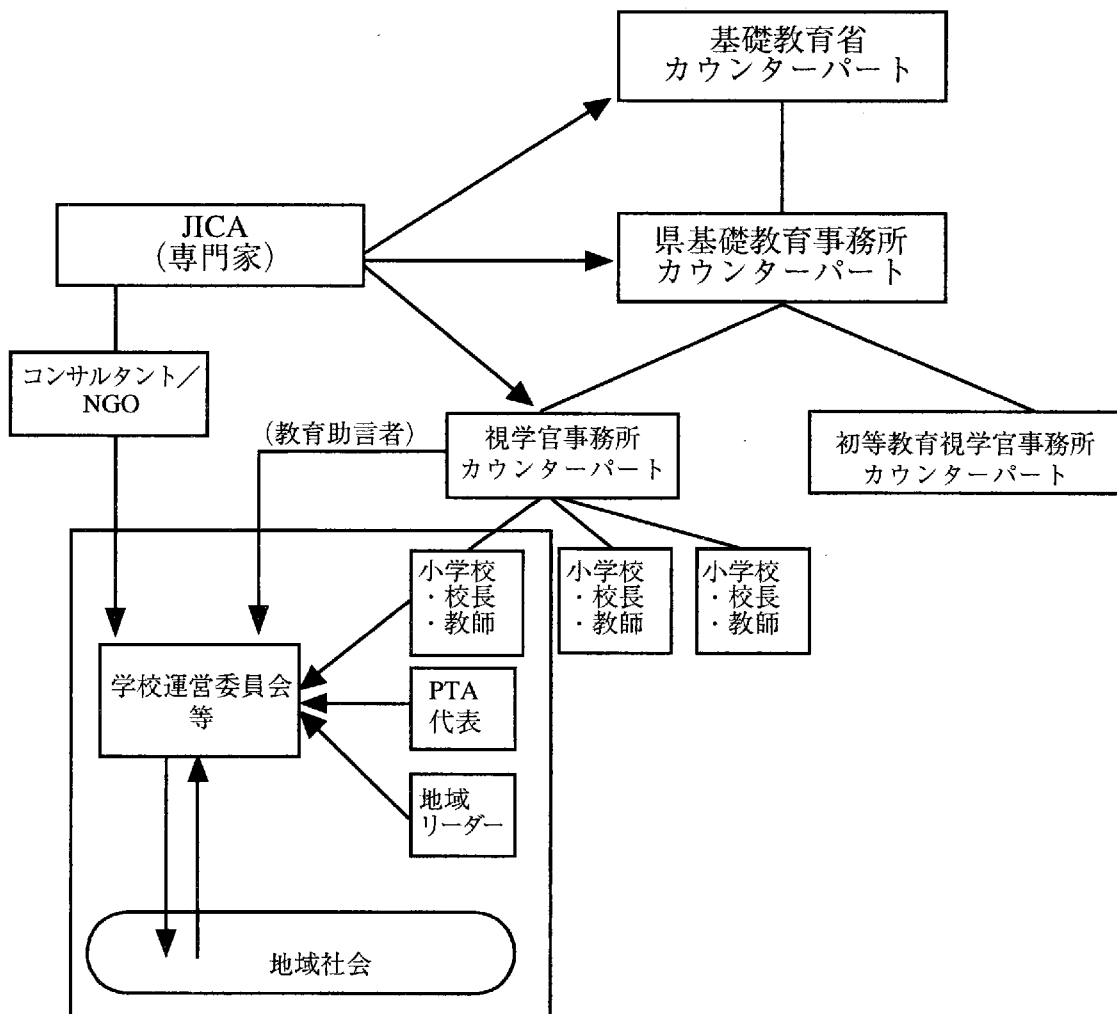 基礎教育省
カウンターパート
JICA
（専門家）
県基礎教育事務所
カウンターパート
コンサルタント／
NGO
（教育助言者）
視学官事務所
カウンターパート
初等教育視学官事務所
カウンターパート
小学校
・校長
・教師
小学校
・校長
・教師
小学校
・校長
・教師
学校運営委員会
等
PTA
代表
地域
リーダー
地域社会